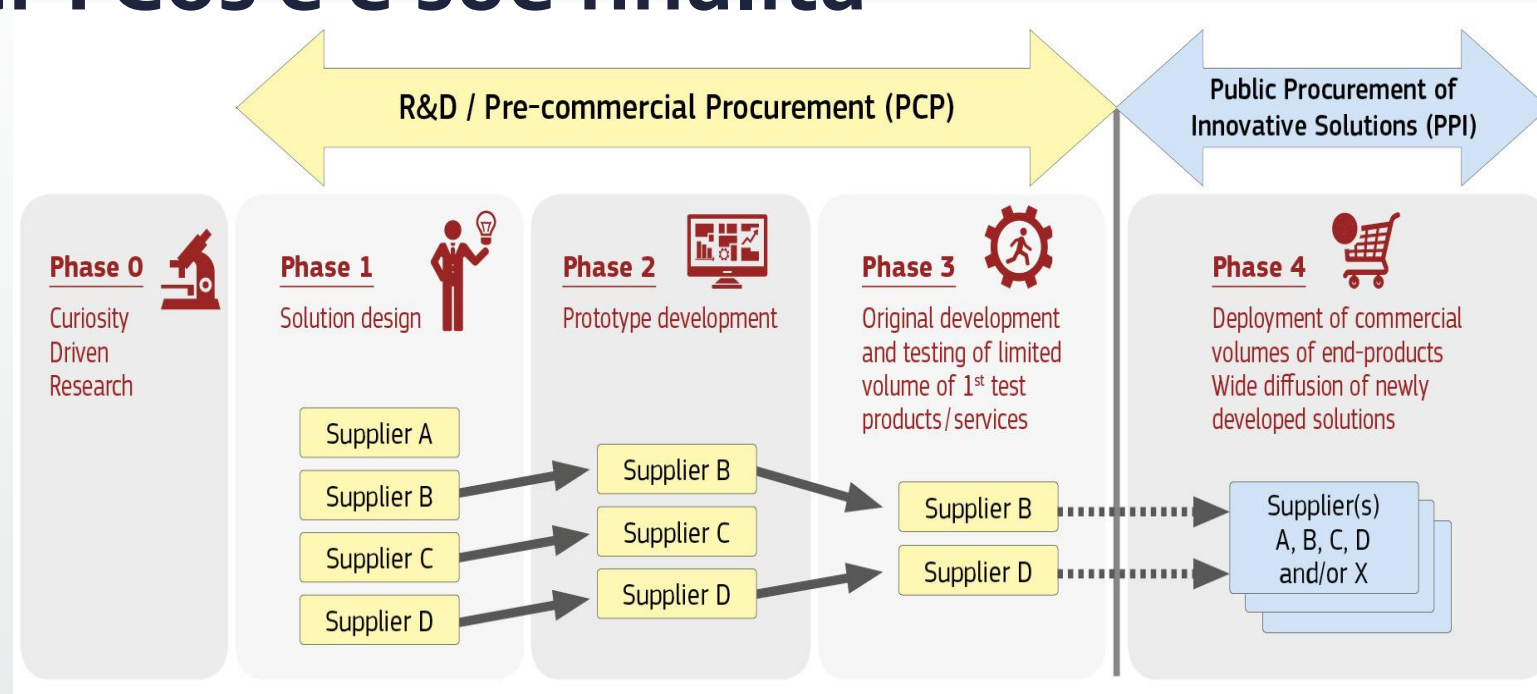 R&D / Pre-commercial Procurement (PCP)
Public Procurement of
Innovative Solutions (PPI)
Phase 0
Curiosity
Driven
Research
Phase 1
Solution design
Supplier A
Supplier B
Supplier C
Supplier D
Phase 2
Prototype development
Supplier B
Supplier C
Supplier D
Phase 3
Original development
and testing of limited
volume of 1st test
products/services
Supplier B
Supplier D
Phase 4
Deployment of commercial
volumes of end-products
Wide diffusion of newly
developed solutions
Supplier(s)
A, B, C, D
and/or X